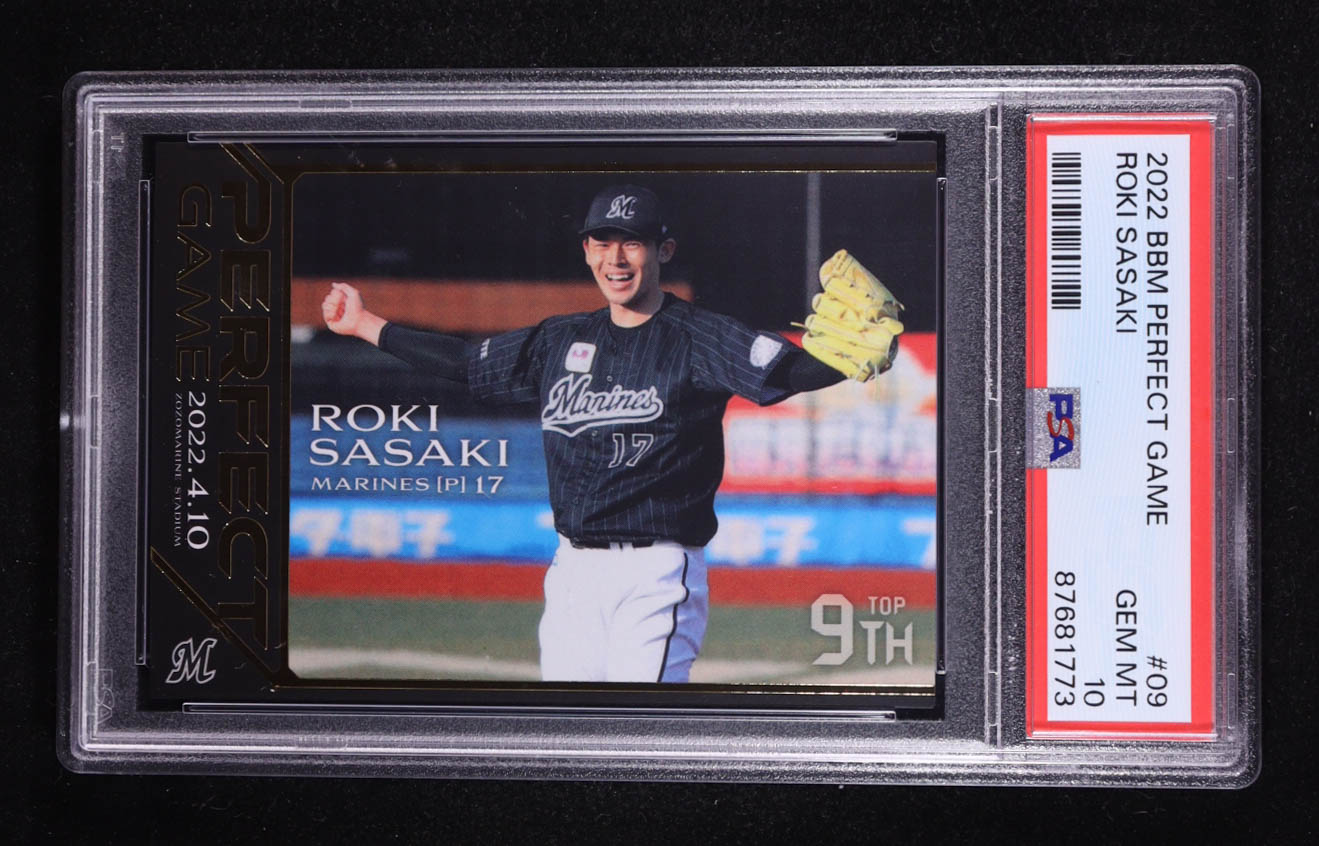 2022 BBM PERFECT GAME
#09
ROKI SASAKI
GEM MT
10
PSA
87681773
PERFECT
GAME
2022.4.10
ZOZOMARINE STADIUM
M
M
Marines
17
ROKI
SASAKI
MARINES [P] 17
TOP
9TH